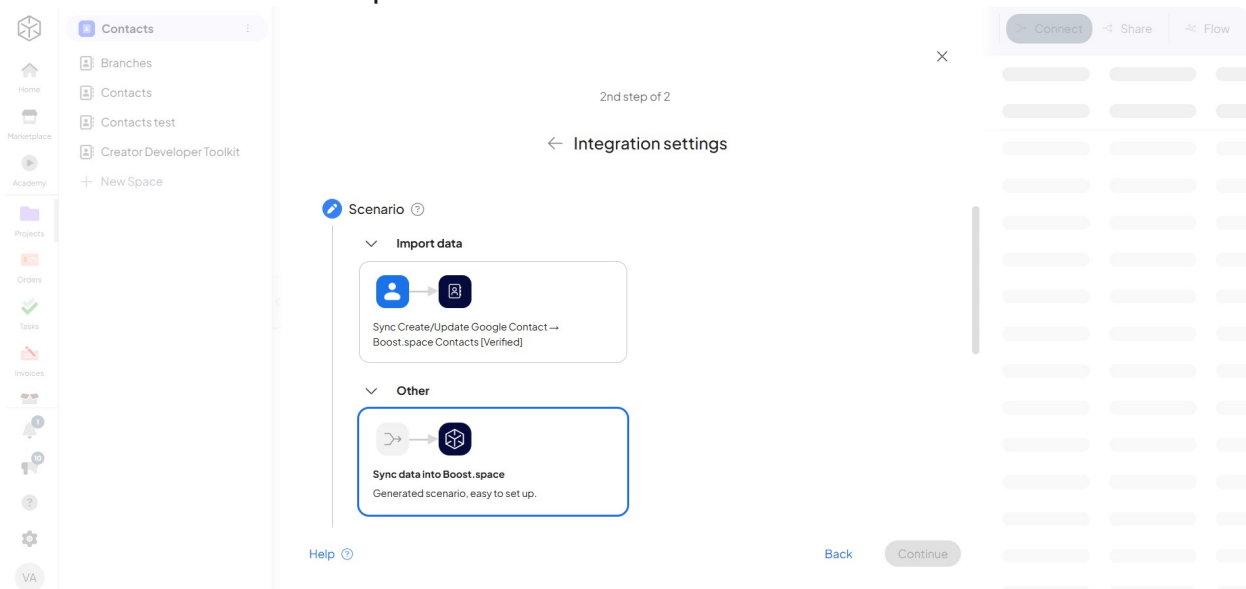 Contacts
Connect
Share
Flow
Home
Branches
Contacts
Contacts test
Creator Developer Toolkit
New Space
Marketplace
Academy
Projects
Orders
Tasks
Invoices
1
10
?
VA
2nd step of 2
← Integration settings
Scenario ?
Import data
Sync Create/Update Google Contact →
Boost.space Contacts [Verified]
Other
Sync data into Boost.space
Generated scenario, easy to set up.
Help ?
Back
Continue